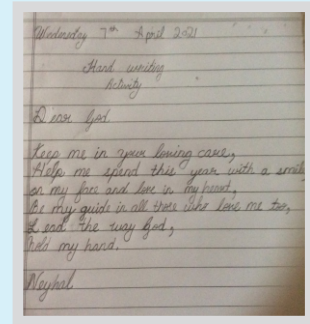 Wednesday 7th April 2021
Hand writing
Activity
Dear God,
Keep me in your loving care,
Help me spend this year with a smile
on my face and love in my heart,
Be my guide in all those who love me too,
Lead the way God,
hold my hand.
Neyhal